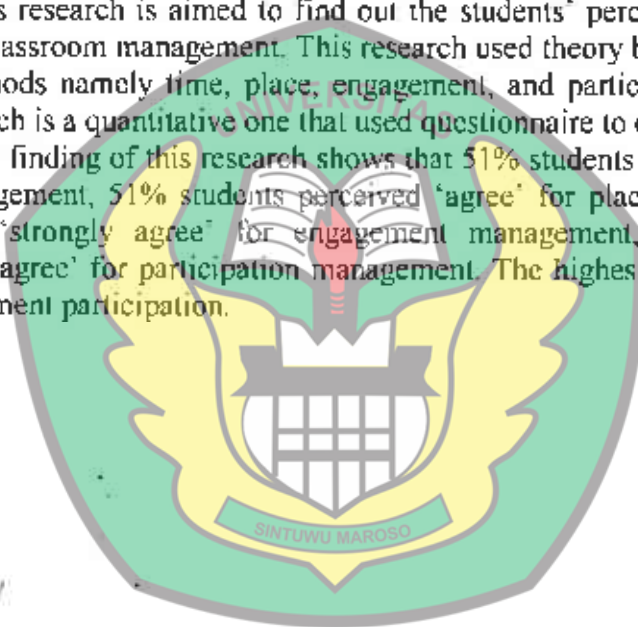 s research is aimed to find out the students' perc
assroom management. This research used theory b
ods namely time, place, engagement, and partic
ch is a quantitative one that used questionnaire to
UNIVERSITAS
finding of this research shows that 51% students
gement, 51% students perceived 'agree' for plac
'strongly agree' for engagement management,
agree' for participation management. The highes
ment participation.
SINTUWU MAROSO